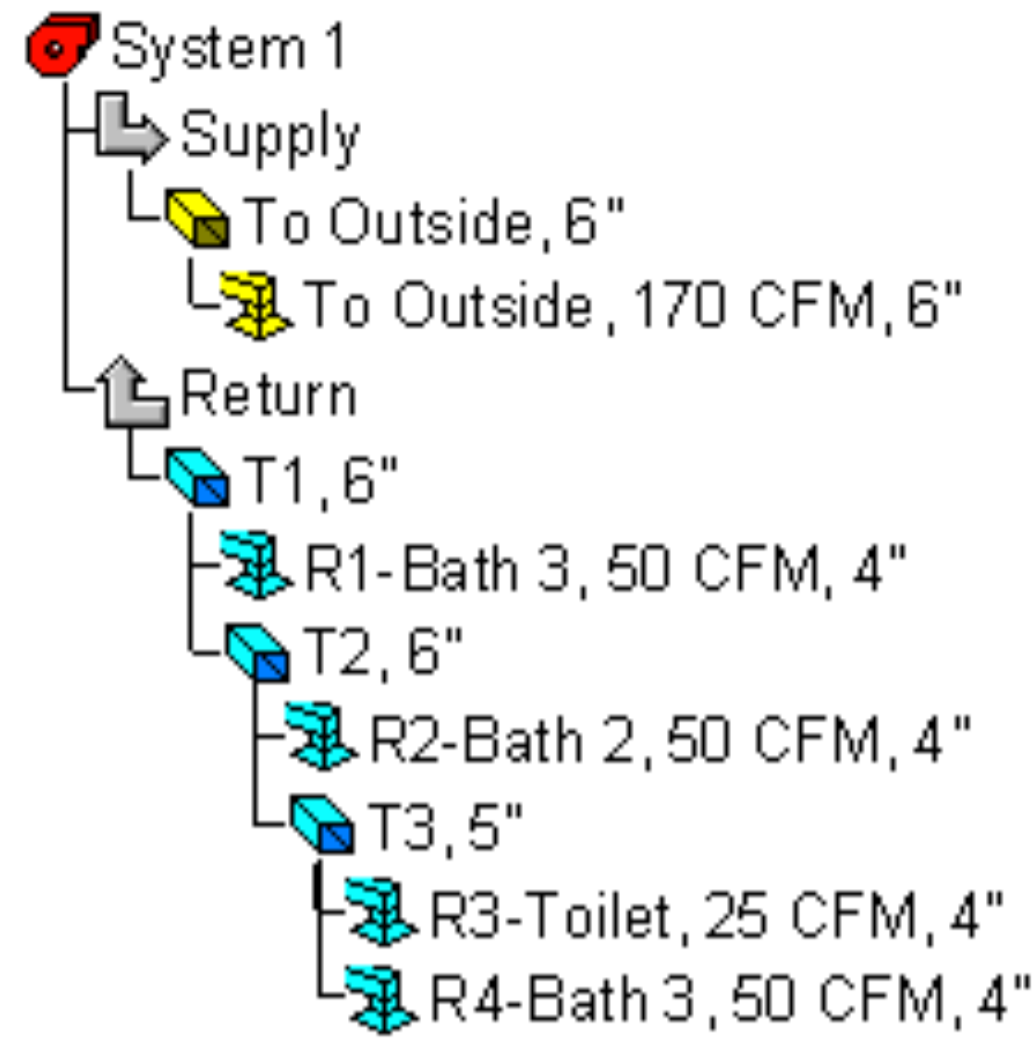 System 1
Supply
To Outside, 6"
To Outside, 170 CFM, 6"
Return
T1, 6"
R1-Bath 3, 50 CFM, 4"
T2, 6"
R2-Bath 2, 50 CFM, 4"
T3, 5"
R3-Toilet, 25 CFM, 4"
R4-Bath 3, 50 CFM, 4"